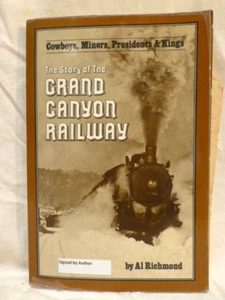 Cowboys, Miners, Presidents & Kings
The Story of The
GRAND
CANYON
RAILWAY
Signed by Author
by Al Richmond